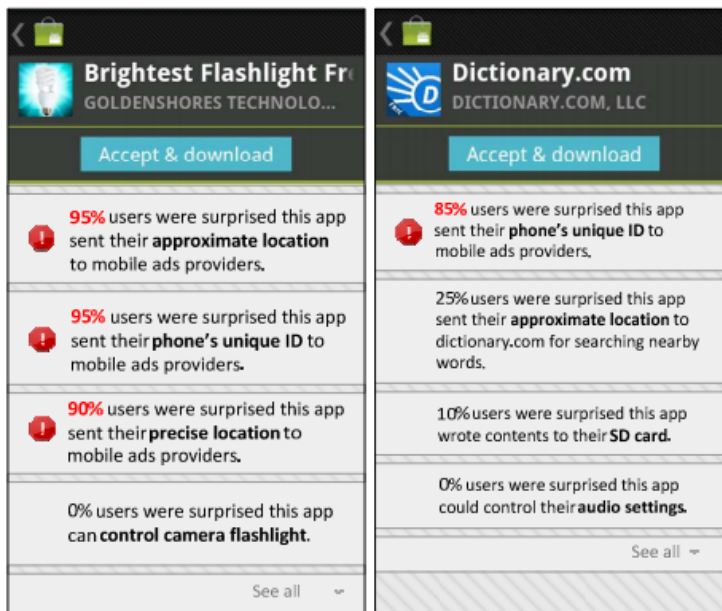 Brightest Flashlight Fre
GOLDENSHORES TECHNOLO...
Accept & download
95% users were surprised this app
sent their approximate location
to mobile ads providers.
95% users were surprised this app
sent their phone's unique ID to
mobile ads providers.
90% users were surprised this app
sent their precise location to
mobile ads providers.
0% users were surprised this app
can control camera flashlight.
See all
Dictionary.com
DICTIONARY.COM, LLC
Accept & download
85% users were surprised this app
sent their phone's unique ID to
mobile ads providers.
25% users were surprised this app
sent their approximate location to
dictionary.com for searching nearby
words.
10% users were surprised this app
wrote contents to their SD card.
0% users were surprised this app
could control their audio settings.
See all